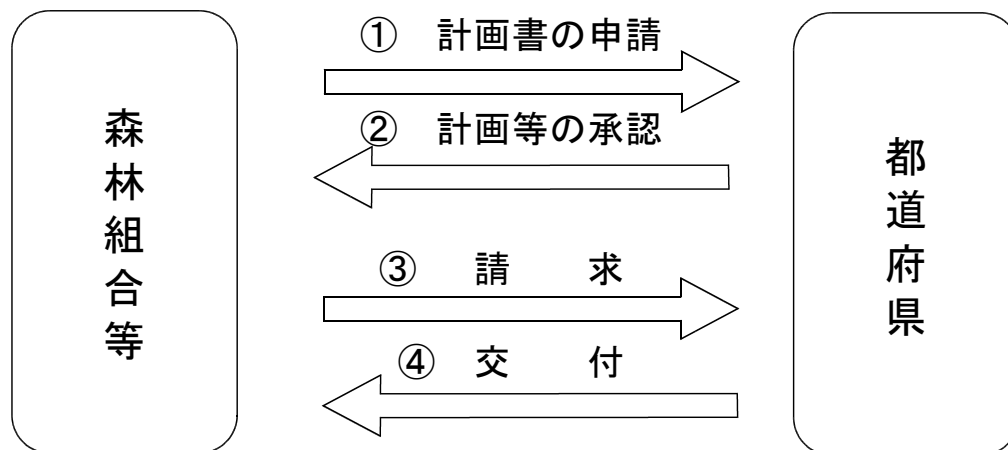 森林組合等
① 計画書の申請
② 計画等の承認
③ 請 求
④ 交 付
都道府県